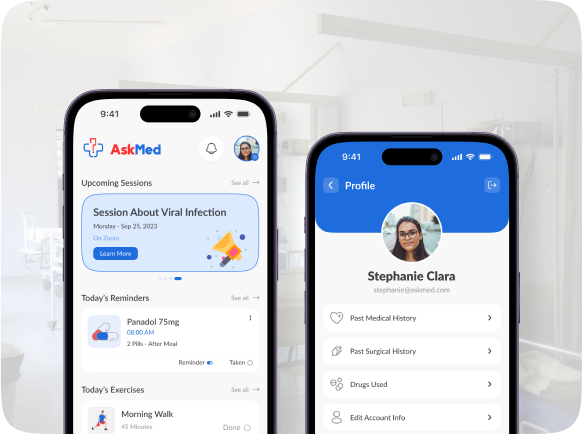 9:41
AskMed
Upcoming Sessions
See all →
Session About Viral Infection
Monday - Sep 25, 2023
On Zoom
Learn More
Today's Reminders
See all →
Panadol 75mg
08:00 AM
2 Pills - After Meal
Reminder
Taken
Today's Exercises
See all →
Morning Walk
45 Minutes
Done
9:41
Profile
Stephanie Clara
stephanie@askmed.com
Past Medical History
Past Surgical History
Drugs Used
Edit Account Info